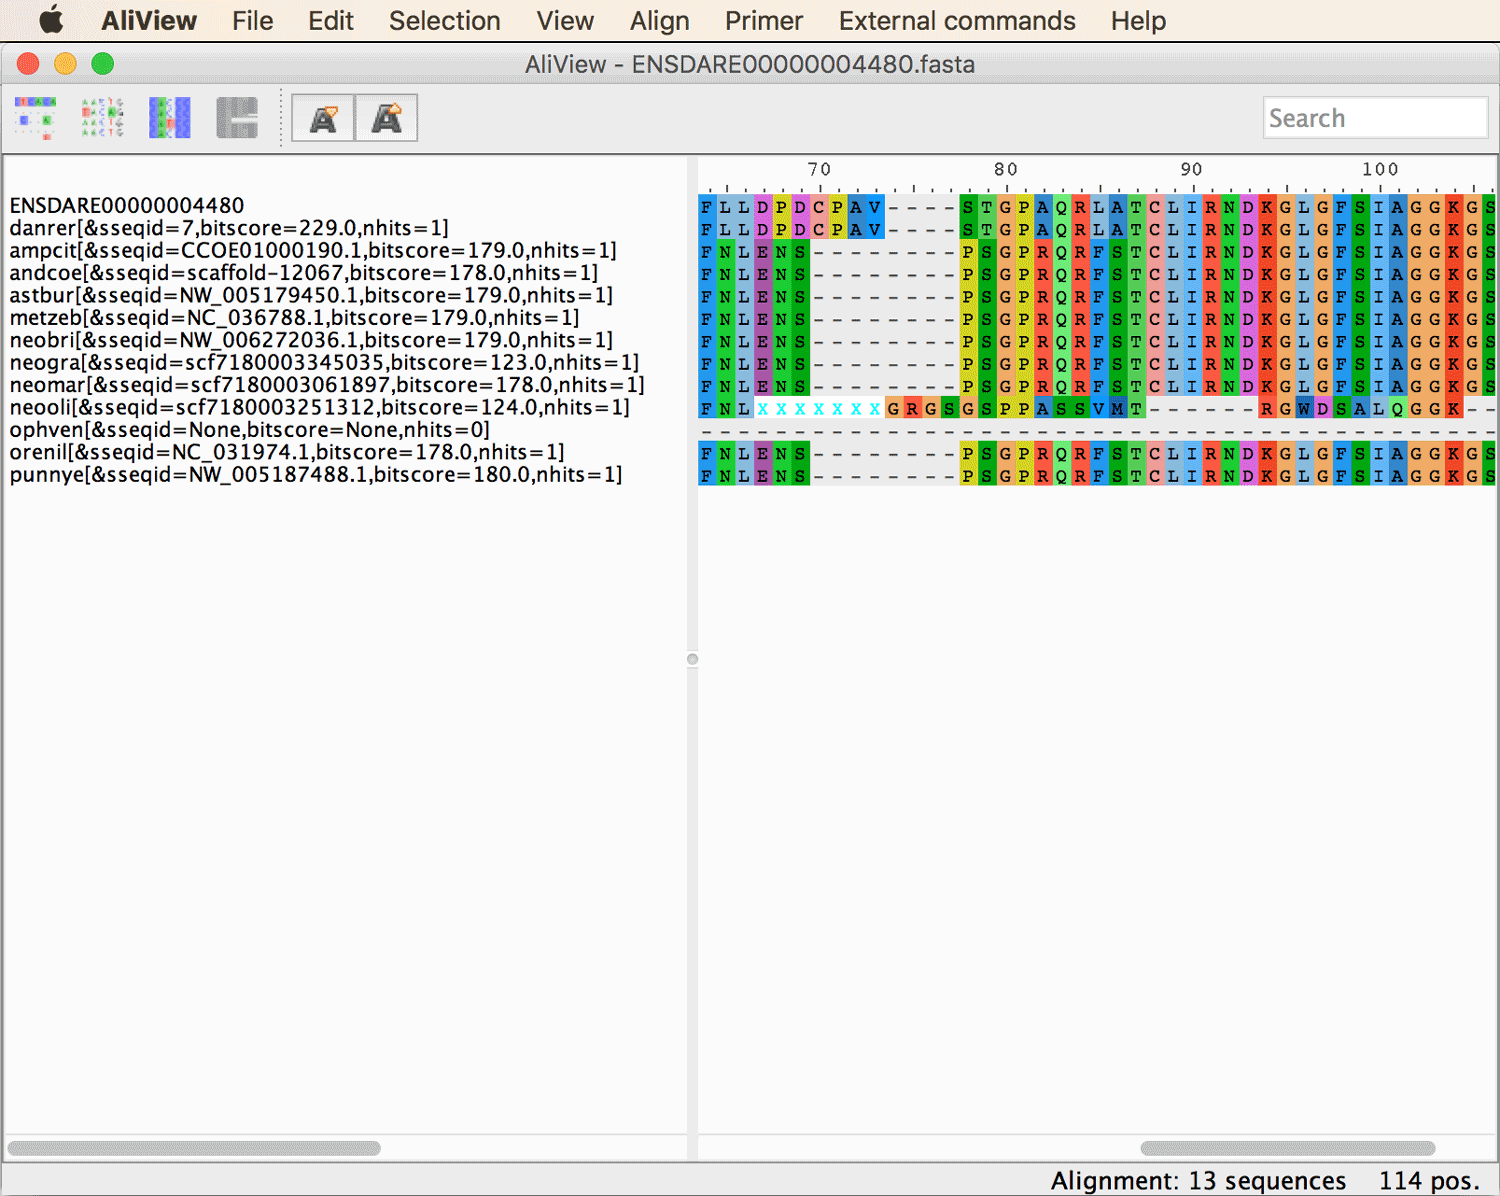 AliView File Edit Selection View Align Primer External commands Help
AliView - ENSDARE00000004480.fasta
Search
70 80 90 100
ENSDARE00000004480 FLLDPDCPAV----STGPAQRLATCLIRNDKGLGFSIAGGKGS
danrer[&sseqid=7,bitscore=229.0,nhits=1] FLLDPDCPAV----STGPAQRLATCLIRNDKGLGFSIAGGKGS
ampcit[&sseqid=CCOE01000190.1,bitscore=179.0,nhits=1] FNLENS--------PSGPRQRFSTCLIRNDKGLGFSIAGGKGS
andcoe[&sseqid=scaffold-12067,bitscore=178.0,nhits=1] FNLENS--------PSGPRQRFSTCLIRNDKGLGFSIAGGKGS
astbur[&sseqid=NW_005179450.1,bitscore=179.0,nhits=1] FNLENS--------PSGPRQRFSTCLIRNDKGLGFSIAGGKGS
metzeb[&sseqid=NC_036788.1,bitscore=179.0,nhits=1] FNLENS--------PSGPRQRFSTCLIRNDKGLGFSIAGGKGS
neobri[&sseqid=NW_006272036.1,bitscore=179.0,nhits=1] FNLENS--------PSGPRQRFSTCLIRNDKGLGFSIAGGKGS
neogra[&sseqid=scf7180003345035,bitscore=123.0,nhits=1] FNLENS--------PSGPRQRFSTCLIRNDKGLGFSIAGGKGS
neomar[&sseqid=scf7180003061897,bitscore=178.0,nhits=1] FNLENS--------PSGPRQRFSTCLIRNDKGLGFSIAGGKGS
neooli[&sseqid=scf7180003251312,bitscore=124.0,nhits=1] FNLXXXXXXXGRGSGSPPASSVMT------RGWDSALQGGK--
ophven[&sseqid=None,bitscore=None,nhits=0] -------------------------------------------
orenil[&sseqid=NC_031974.1,bitscore=178.0,nhits=1] FNLENS--------PSGPRQRFSTCLIRNDKGLGFSIAGGKGS
punnye[&sseqid=NW_005187488.1,bitscore=180.0,nhits=1] FNLENS--------PSGPRQRFSTCLIRNDKGLGFSIAGGKGS
Alignment: 13 sequences 114 pos.